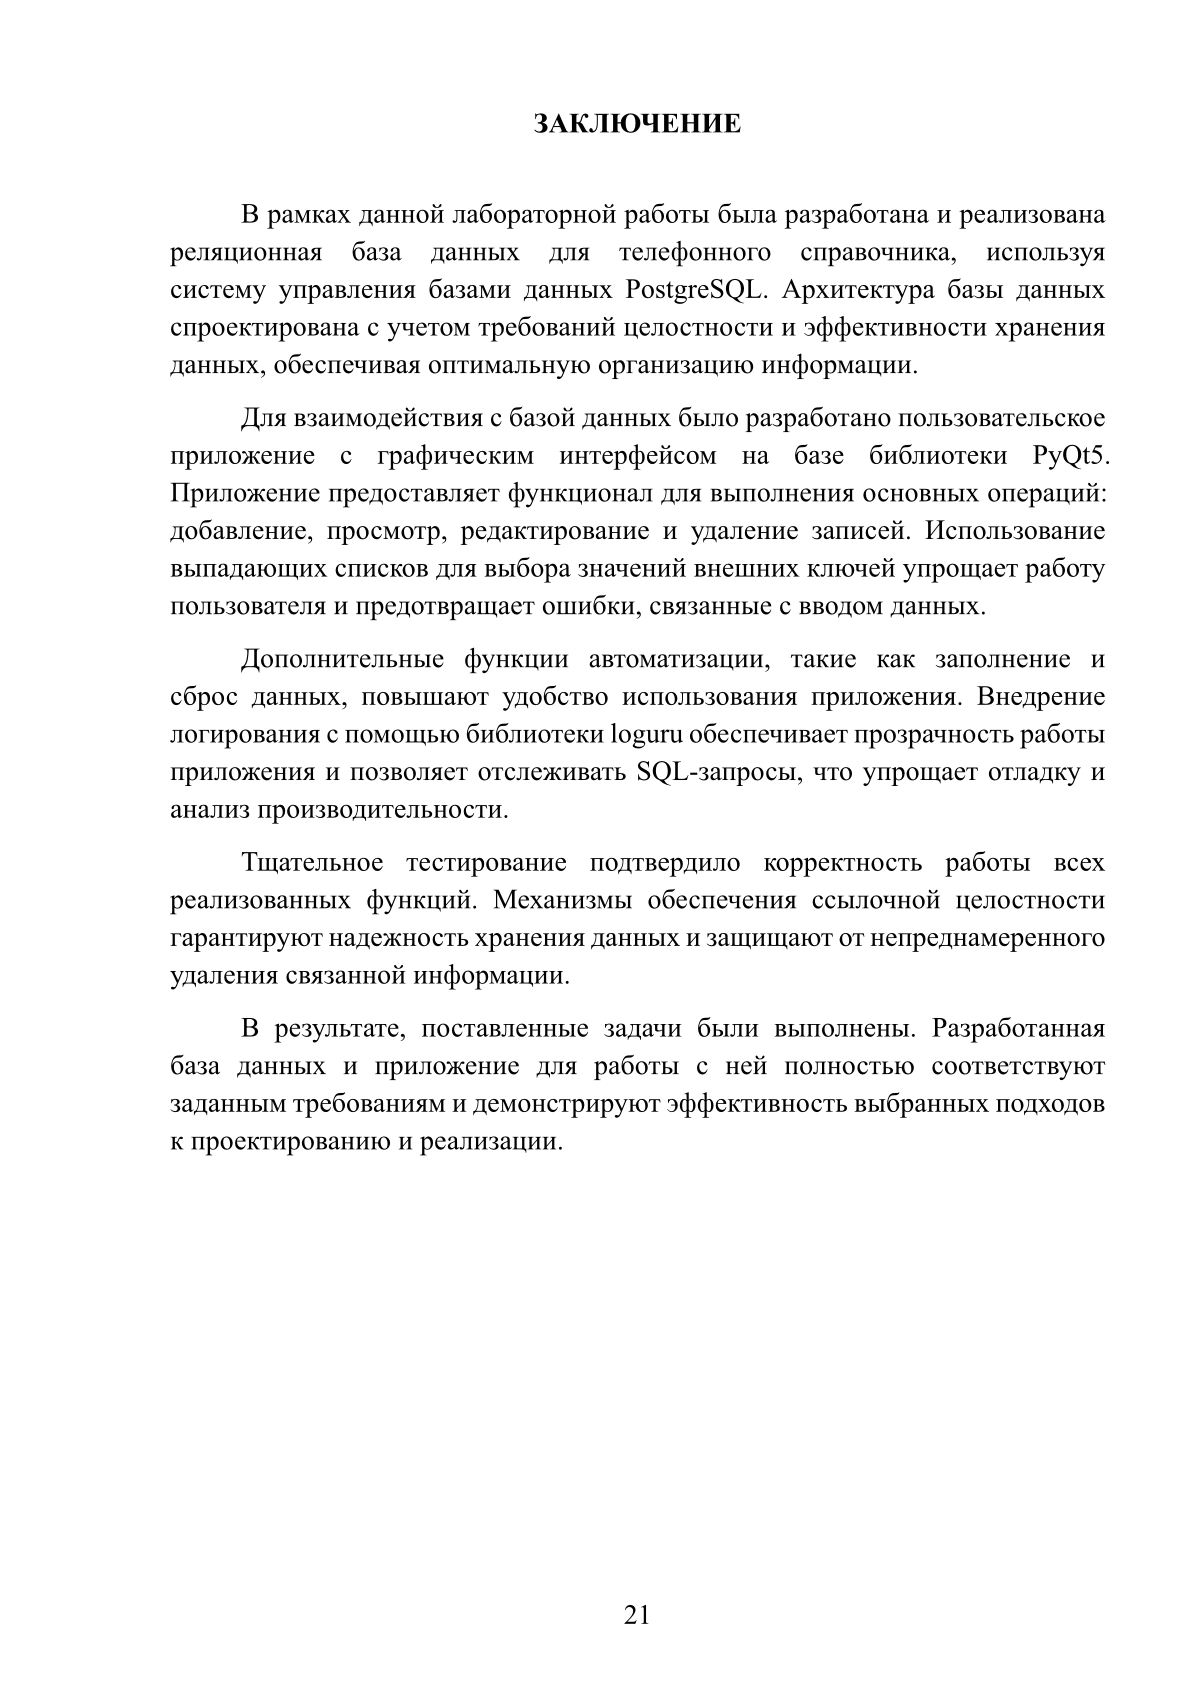 ЗАКЛЮЧЕНИЕ
В рамках данной лабораторной работы была разработана и реализована
реляционная база данных для телефонного справочника, используя
систему управления базами данных PostgreSQL. Архитектура базы данных
спроектирована с учетом требований целостности и эффективности хранения
данных, обеспечивая оптимальную организацию информации.
Для взаимодействия с базой данных было разработано пользовательское
приложение с графическим интерфейсом на базе библиотеки PyQt5.
Приложение предоставляет функционал для выполнения основных операций:
добавление, просмотр, редактирование и удаление записей. Использование
выпадающих списков для выбора значений внешних ключей упрощает работу
пользователя и предотвращает ошибки, связанные с вводом данных.
Дополнительные функции автоматизации, такие как заполнение и
сброс данных, повышают удобство использования приложения. Внедрение
логирования с помощью библиотеки loguru обеспечивает прозрачность работы
приложения и позволяет отслеживать SQL-запросы, что упрощает отладку и
анализ производительности.
Тщательное тестирование подтвердило корректность работы всех
реализованных функций. Механизмы обеспечения ссылочной целостности
гарантируют надежность хранения данных и защищают от непреднамеренного
удаления связанной информации.
В результате, поставленные задачи были выполнены. Разработанная
база данных и приложение для работы с ней полностью соответствуют
заданным требованиям и демонстрируют эффективность выбранных подходов
к проектированию и реализации.
21